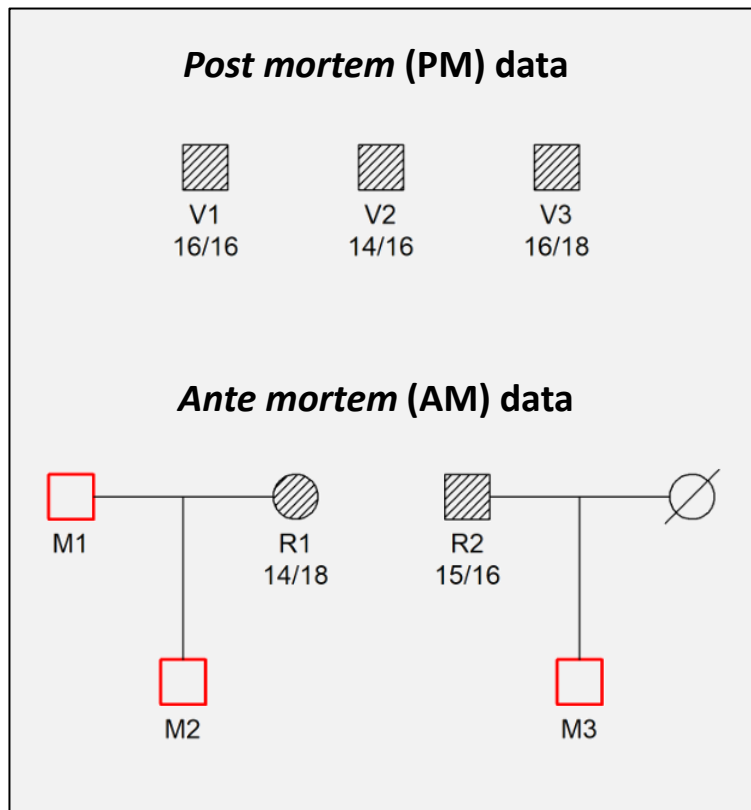 Post mortem (PM) data
V1 V2 V3
16/16 14/16 16/18
Ante mortem (AM) data
M1 R1 R2
14/18 15/16
M2 M3